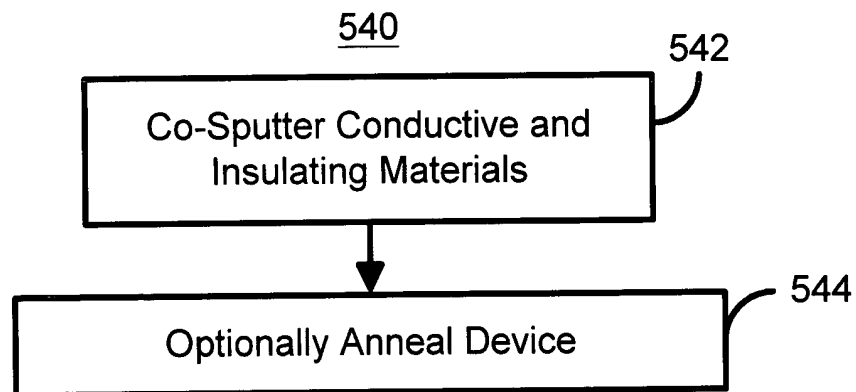 540
542
Co-Sputter Conductive and
Insulating Materials
544
Optionally Anneal Device